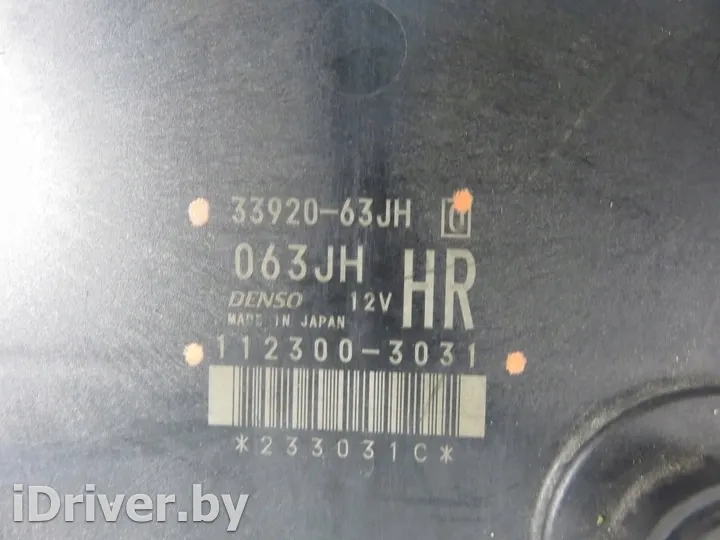 33920-63JH
063JH HR
DENSO 12V
MADE IN JAPAN
112300-3031
*233031C*
iDriver.by